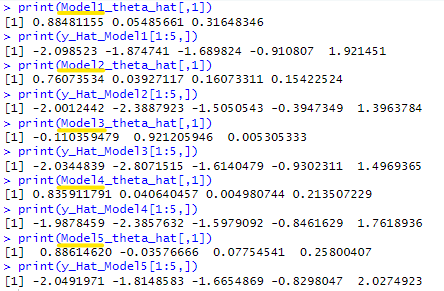 > print(Model1_theta_hat[,1])
[1] 0.88481155 0.05485661 0.31648346
> print(y_Hat_Model1[1:5,])
[1] -2.098523 -1.874741 -1.689824 -0.910807 1.921451
> print(Model2_theta_hat[,1])
[1] 0.76073534 0.03927117 0.16073311 0.15422524
> print(y_Hat_Model2[1:5,])
[1] -2.0012442 -2.3887923 -1.5050543 -0.3947349 1.3963784
> print(Model3_theta_hat[,1])
[1] -0.110359479 0.921205946 0.005305333
> print(y_Hat_Model3[1:5,])
[1] -2.0344839 -2.8071515 -1.6140479 -0.9302311 1.4969365
> print(Model4_theta_hat[,1])
[1] 0.835911791 0.040640457 0.004980744 0.213507229
> print(y_Hat_Model4[1:5,])
[1] -1.9878459 -2.3857632 -1.5979092 -0.8461629 1.7618936
> print(Model5_theta_hat[,1])
[1] 0.88614620 -0.03576666 0.07754541 0.25800407
> print(y_Hat_Model5[1:5,])
[1] -2.0491971 -1.8148583 -1.6654869 -0.8298047 2.0274923